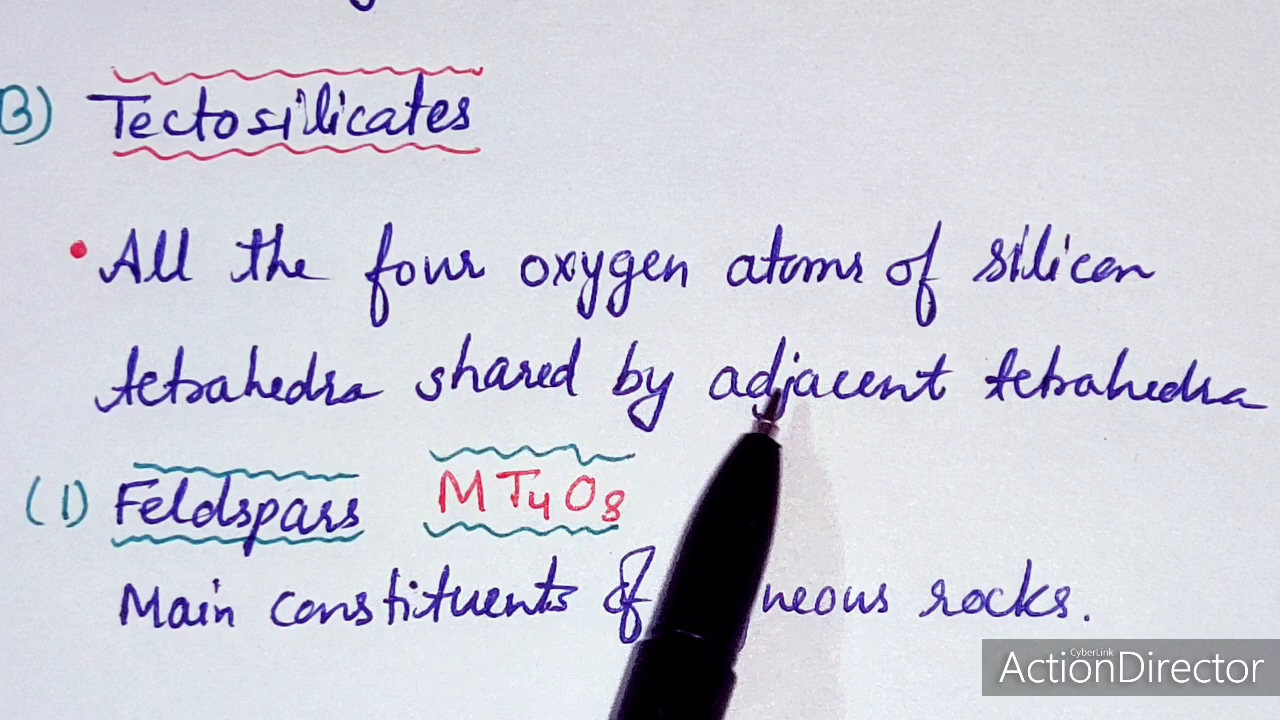 B) Tectosilicates
• All the four oxygen atoms of silicon
tetrahedra shared by adjacent tetrahedra
(1) Feldspars MT₄O₈
Main constituents of neous rocks.
CyberLink
ActionDirector